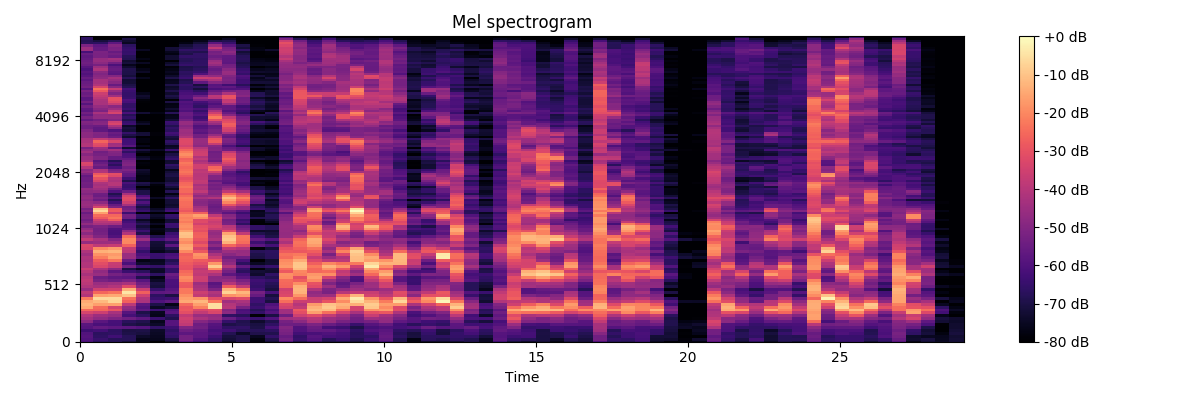 Mel spectrogram
8192
4096
2048
1024
512
0
Hz
0 5 10 15 20 25
Time
+0 dB
-10 dB
-20 dB
-30 dB
-40 dB
-50 dB
-60 dB
-70 dB
-80 dB